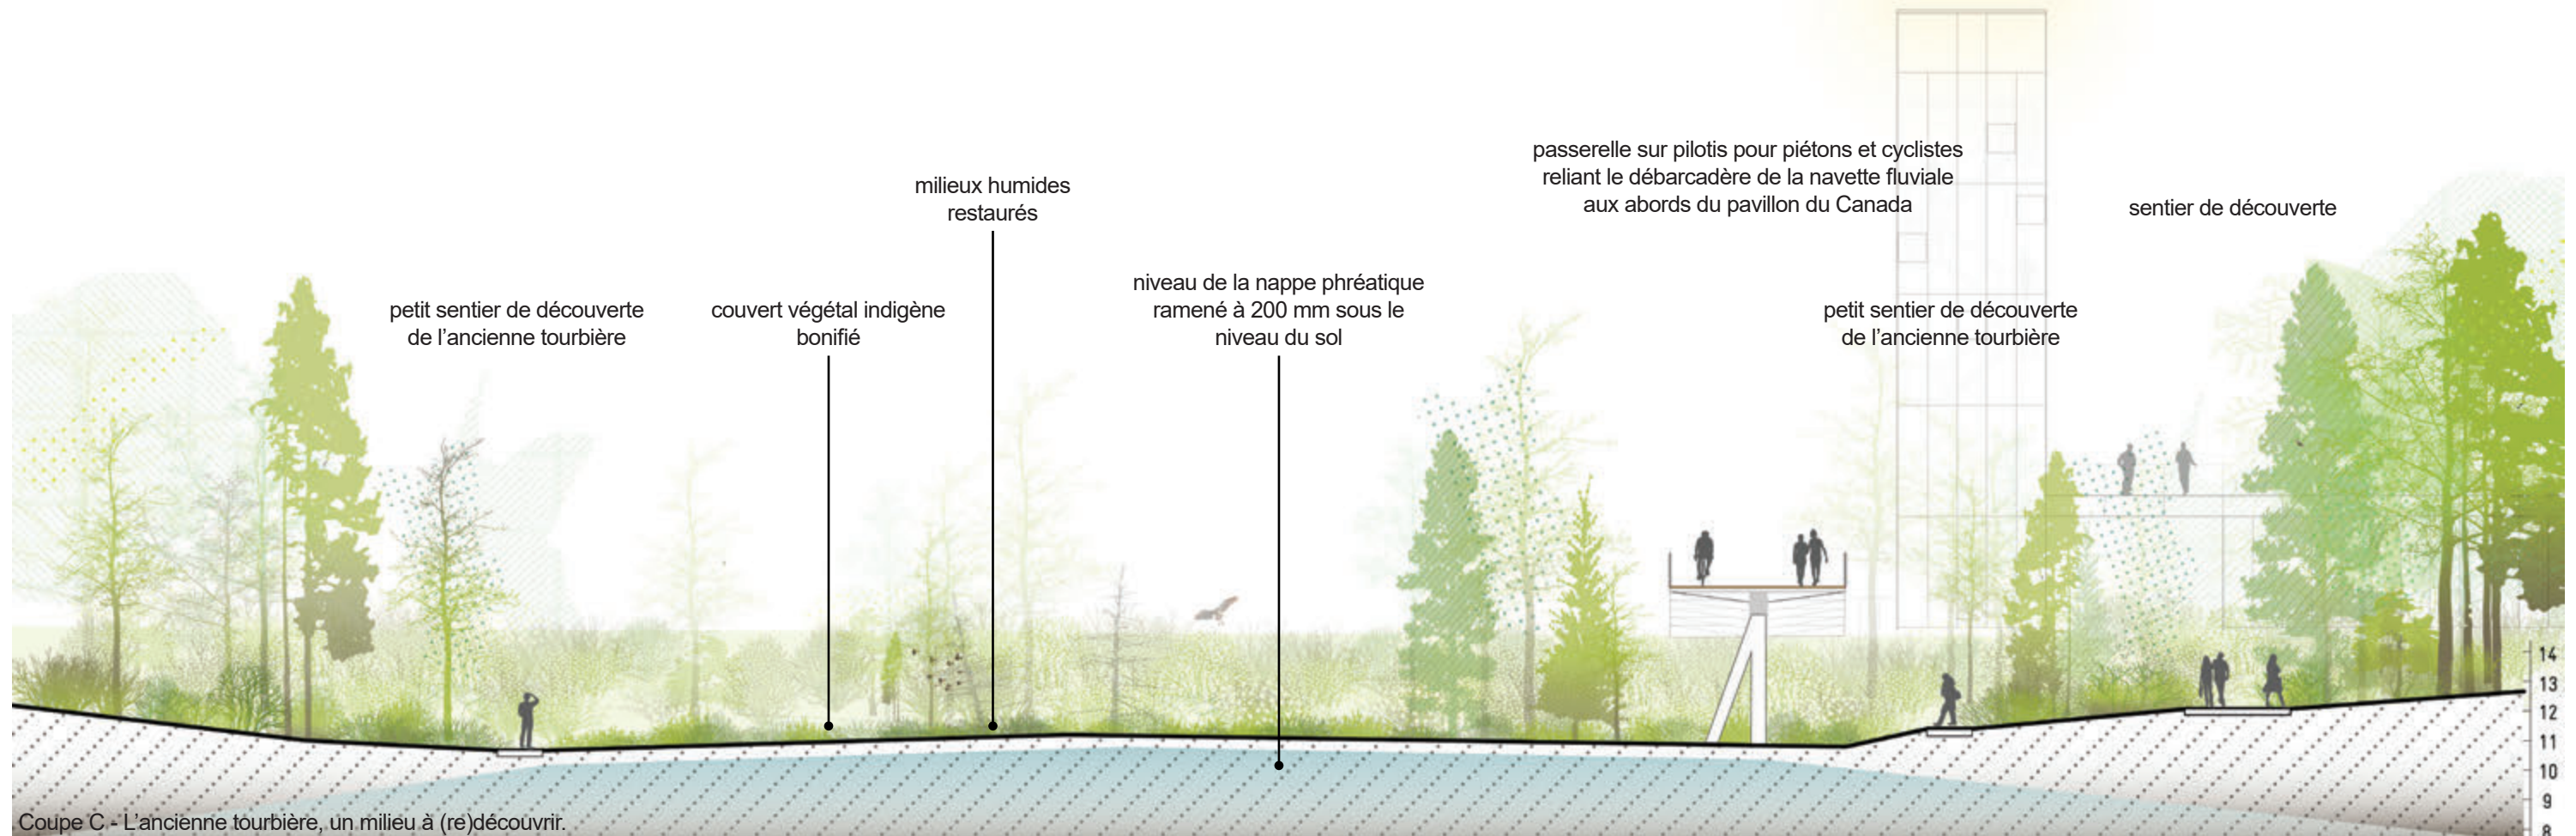 passerelle sur pilotis pour piétons et cyclistes
reliant le débarcadère de la navette fluviale
aux abords du pavillon du Canada
milieux humides
restaurés
sentier de découverte
niveau de la nappe phréatique
ramené à 200 mm sous le
niveau du sol
petit sentier de découverte
de l’ancienne tourbière
couvert végétal indigène
bonifié
petit sentier de découverte
de l’ancienne tourbière
14
13
12
11
10
9
8
Coupe C - L’ancienne tourbière, un milieu à (re)découvrir.